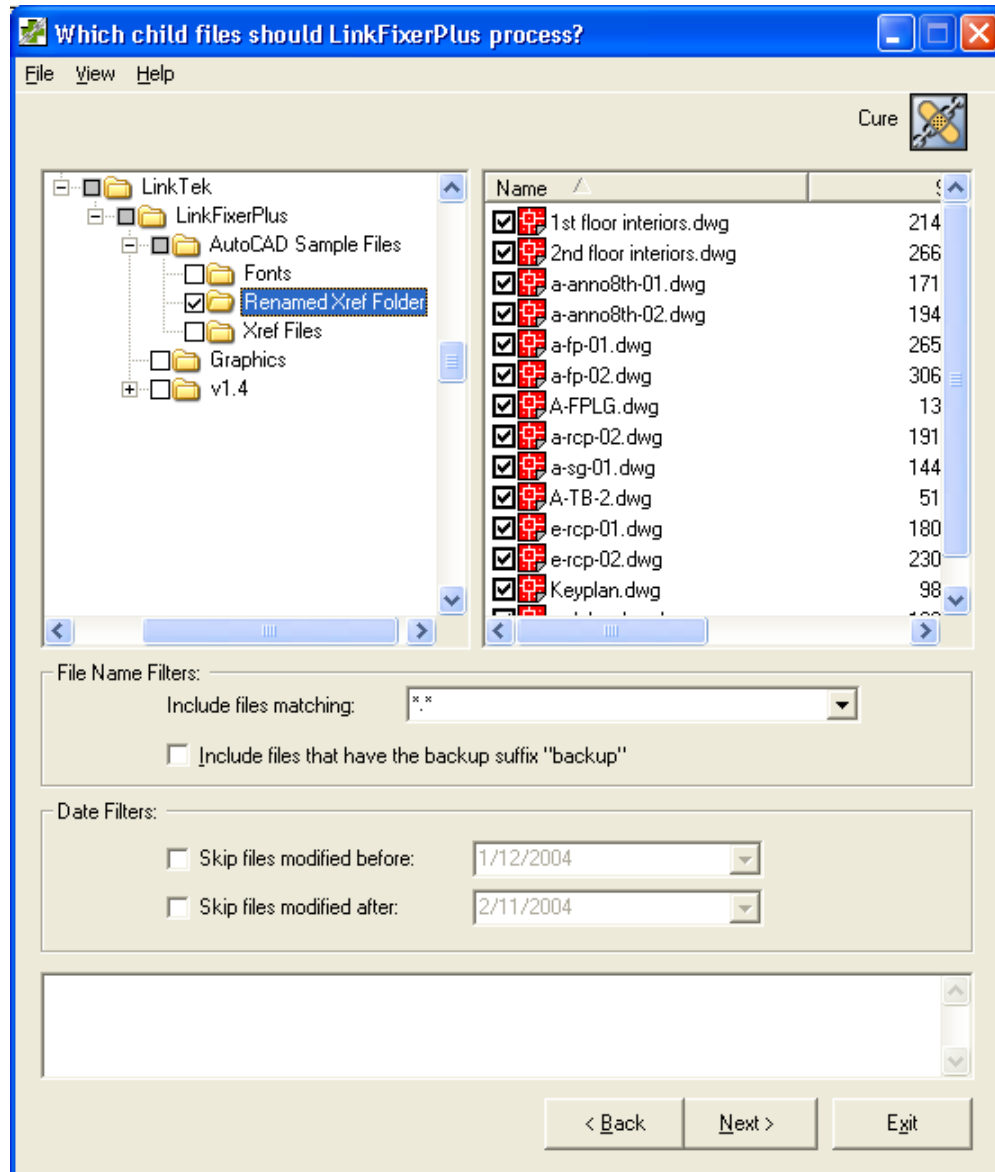 Which child files should LinkFixerPlus process?
File View Help
Cure
LinkTek
LinkFixerPlus
AutoCAD Sample Files
Fonts
Renamed Xref Folder
Xref Files
Graphics
v1.4
Name
1st floor interiors.dwg 214
2nd floor interiors.dwg 266
a-anno8th-01.dwg 171
a-anno8th-02.dwg 194
a-fp-01.dwg 265
a-fp-02.dwg 306
A-FPLG.dwg 13
a-rcp-02.dwg 191
a-sg-01.dwg 144
A-TB-2.dwg 51
e-rcp-01.dwg 180
e-rcp-02.dwg 230
Keyplan.dwg 98
File Name Filters:
Include files matching: *.*
Include files that have the backup suffix "backup"
Date Filters:
Skip files modified before: 1/12/2004
Skip files modified after: 2/11/2004
< Back Next > Exit